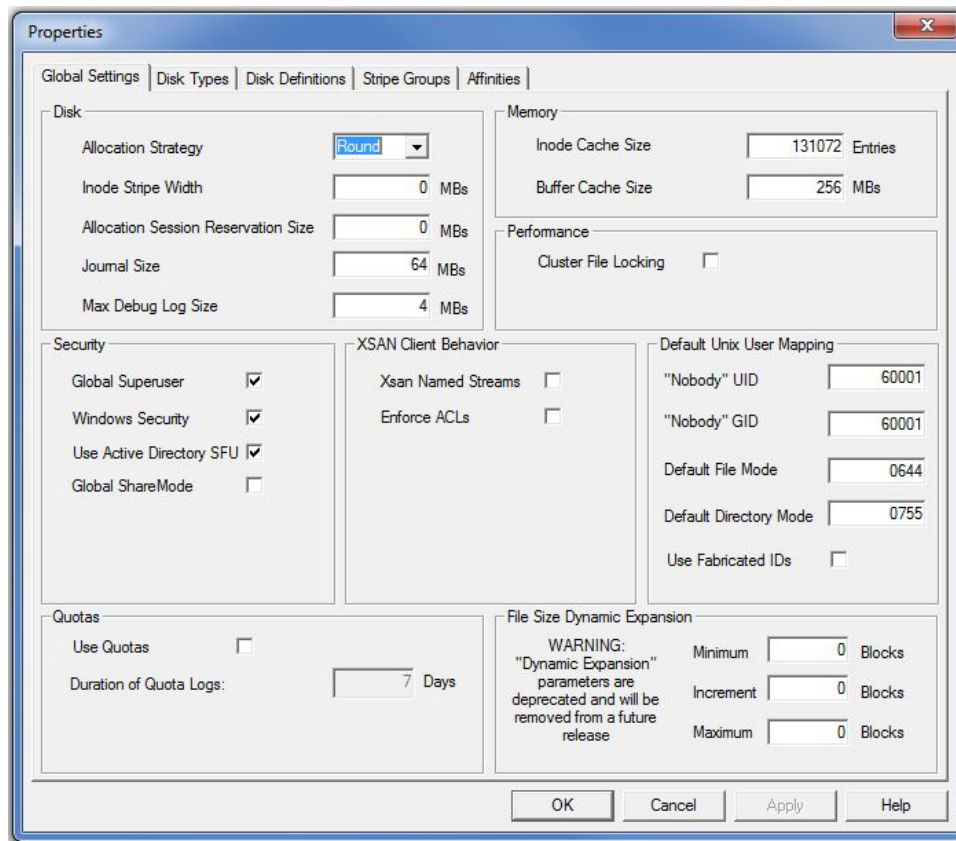 Properties
Global Settings Disk Types Disk Definitions Stripe Groups Affinities
Disk
Allocation Strategy Round
Inode Stripe Width 0 MBs
Allocation Session Reservation Size 0 MBs
Journal Size 64 MBs
Max Debug Log Size 4 MBs
Memory
Inode Cache Size 131072 Entries
Buffer Cache Size 256 MBs
Performance
Cluster File Locking
Security
Global Superuser
Windows Security
Use Active Directory SFU
Global ShareMode
XSAN Client Behavior
Xsan Named Streams
Enforce ACLs
Default Unix User Mapping
"Nobody" UID 60001
"Nobody" GID 60001
Default File Mode 0644
Default Directory Mode 0755
Use Fabricated IDs
Quotas
Use Quotas
Duration of Quota Logs: 7 Days
File Size Dynamic Expansion
WARNING:
"Dynamic Expansion"
parameters are
deprecated and will be
removed from a future
release
Minimum 0 Blocks
Increment 0 Blocks
Maximum 0 Blocks
OK Cancel Apply Help